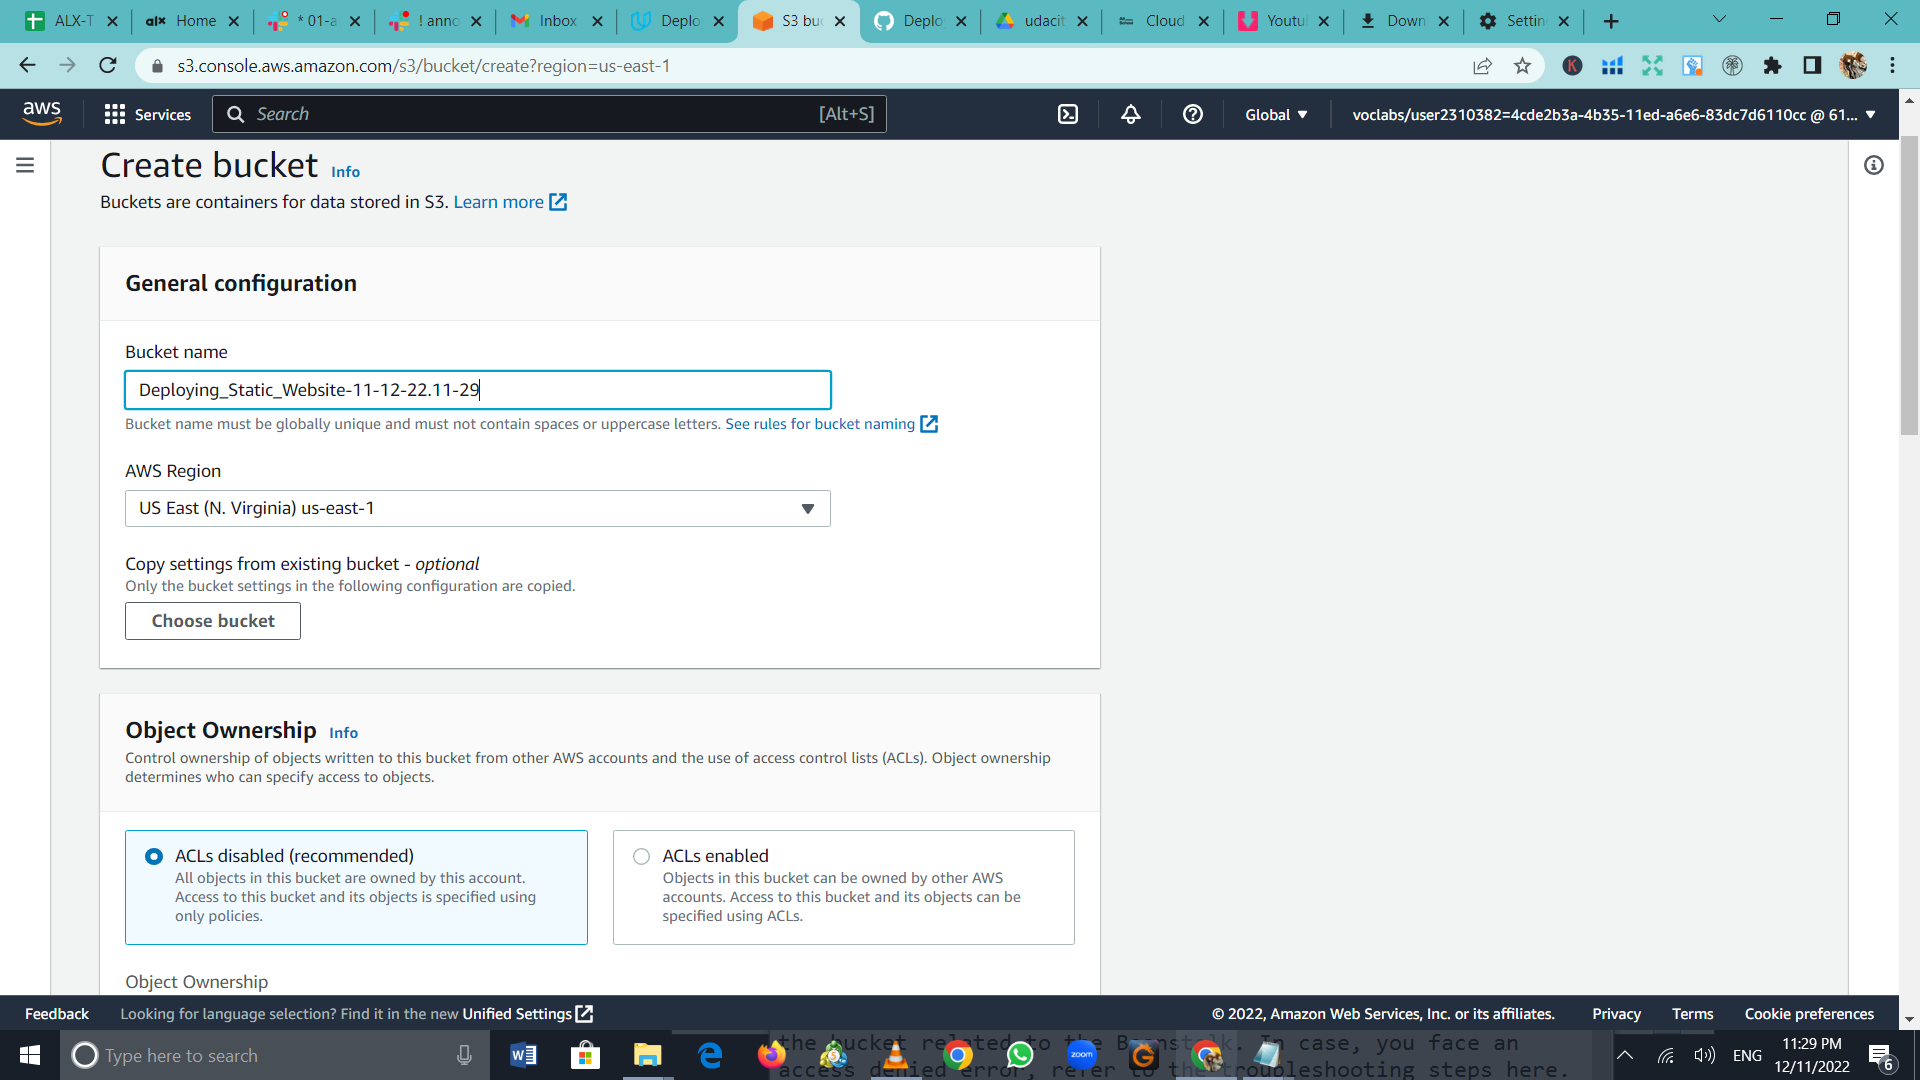 ALX-T
alx Home
* 01-a
! anno
Inbox
Deplo
S3 buc
Deplo
udacit
Cloud
Youtu
Down
Settin
s3.console.aws.amazon.com/s3/bucket/create?region=us-east-1
K
aws
Services
Search
[Alt+S]
Global
voclabs/user2310382=4cde2b3a-4b35-11ed-a6e6-83dc7d6110cc @ 61...
Create bucket Info
Buckets are containers for data stored in S3. Learn more
General configuration
Bucket name
Deploying_Static_Website-11-12-22.11-29
Bucket name must be globally unique and must not contain spaces or uppercase letters. See rules for bucket naming
AWS Region
US East (N. Virginia) us-east-1
Copy settings from existing bucket - optional
Only the bucket settings in the following configuration are copied.
Choose bucket
Object Ownership Info
Control ownership of objects written to this bucket from other AWS accounts and the use of access control lists (ACLs). Object ownership
determines who can specify access to objects.
ACLs disabled (recommended)
All objects in this bucket are owned by this account.
Access to this bucket and its objects is specified using
only policies.
ACLs enabled
Objects in this bucket can be owned by other AWS
accounts. Access to this bucket and its objects can be
specified using ACLs.
Object Ownership
Feedback
Looking for language selection? Find it in the new Unified Settings
© 2022, Amazon Web Services, Inc. or its affiliates.
Privacy
Terms
Cookie preferences
Type here to search
zoom
the bucket related to the In case, you face an
access denied error, refer to the troubleshooting steps here.
ENG
11:29 PM
12/11/2022
6